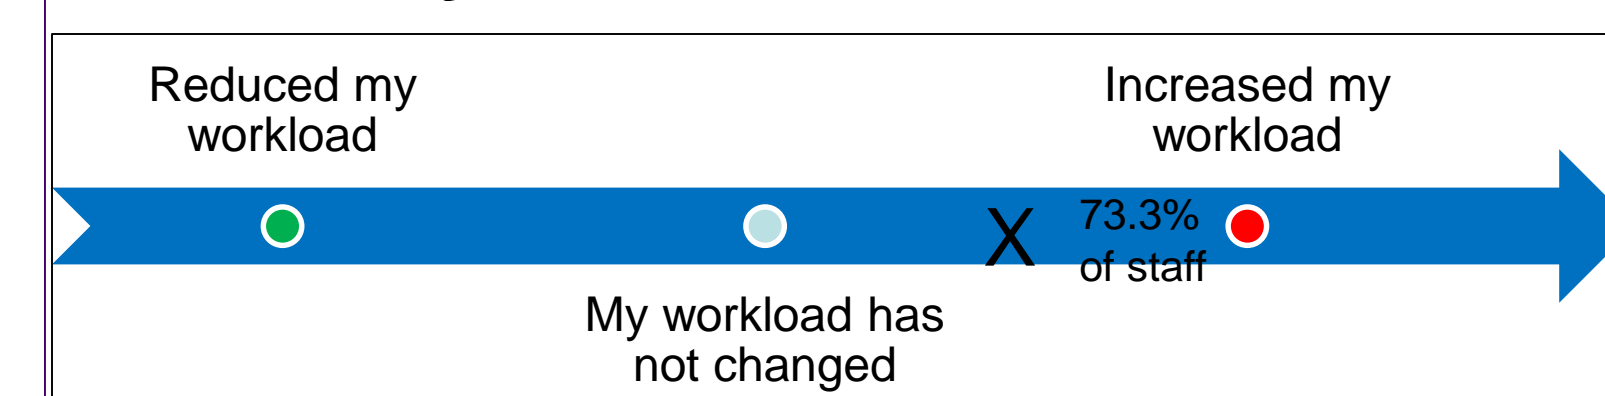 Reduced my
workload
Increased my
workload
X
73.3%
of staff
My workload has
not changed